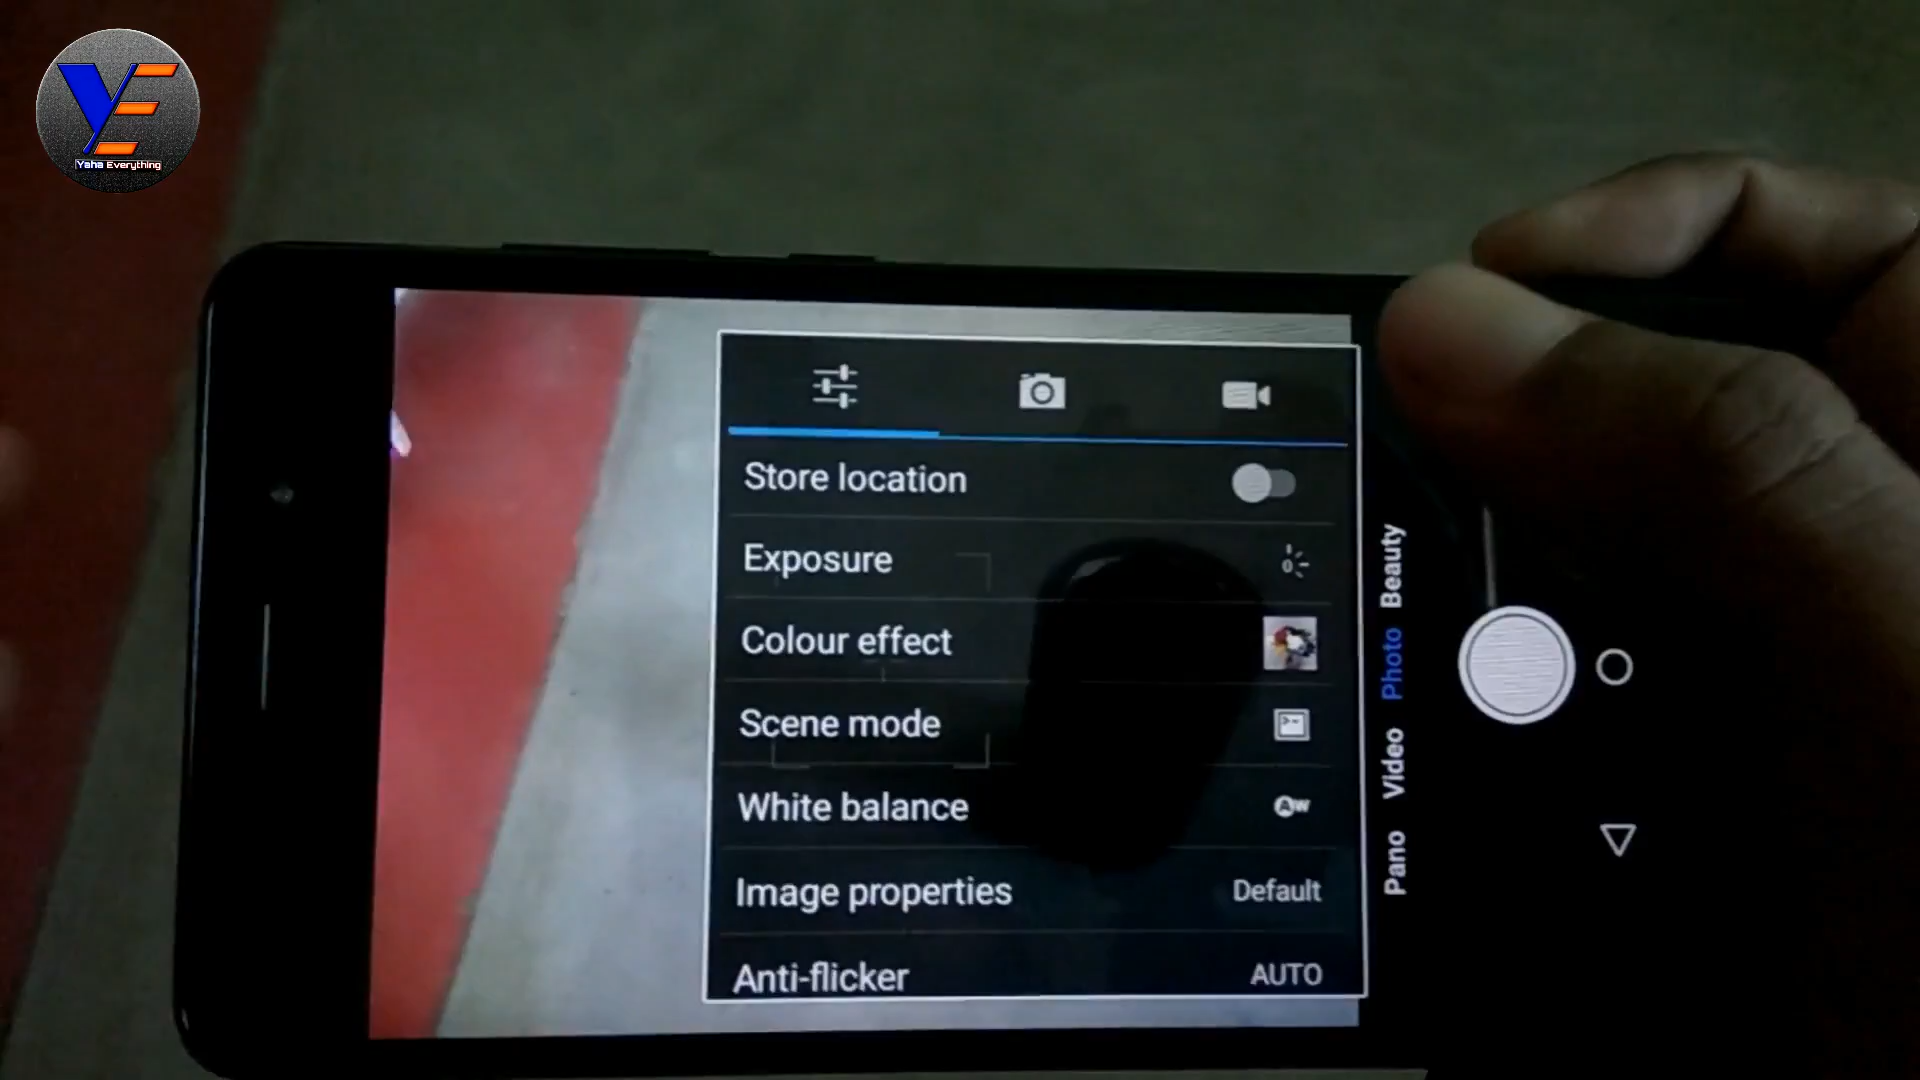 Yaha Everything
Store location
Exposure
Colour effect
Scene mode
White balance
Image properties Default
Anti-flicker AUTO
Beauty
Photo
Video
Pano